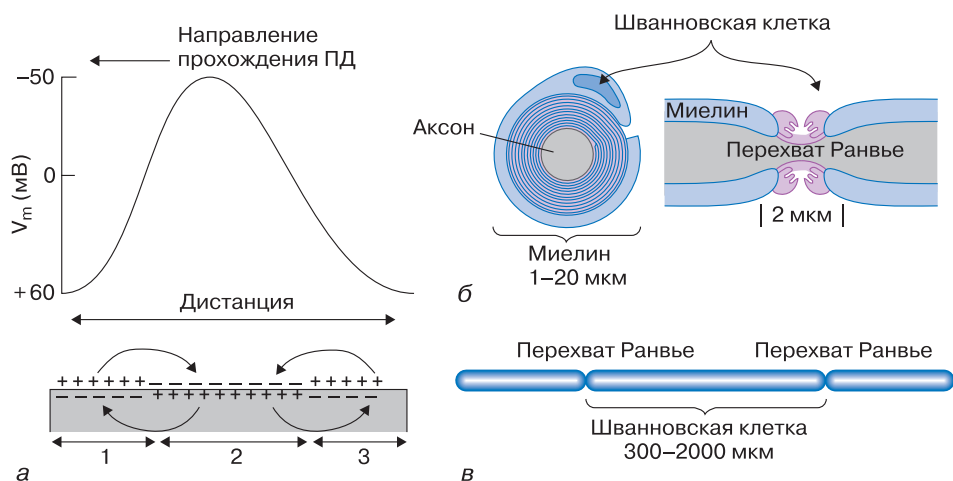 Направление
прохождения ПД
–50
0
+60
Vm (мВ)
Дистанция
+ + + + + + – – – – – – – – – – + + + + +
– – – – – + + + + + + + + + + – – – – –
1 2 3
а
Шванновская клетка
Аксон
Миелин
1–20 мкм
Миелин
Перехват Ранвье
2 мкм
б
Перехват Ранвье Перехват Ранвье
Шванновская клетка
300–2000 мкм
в